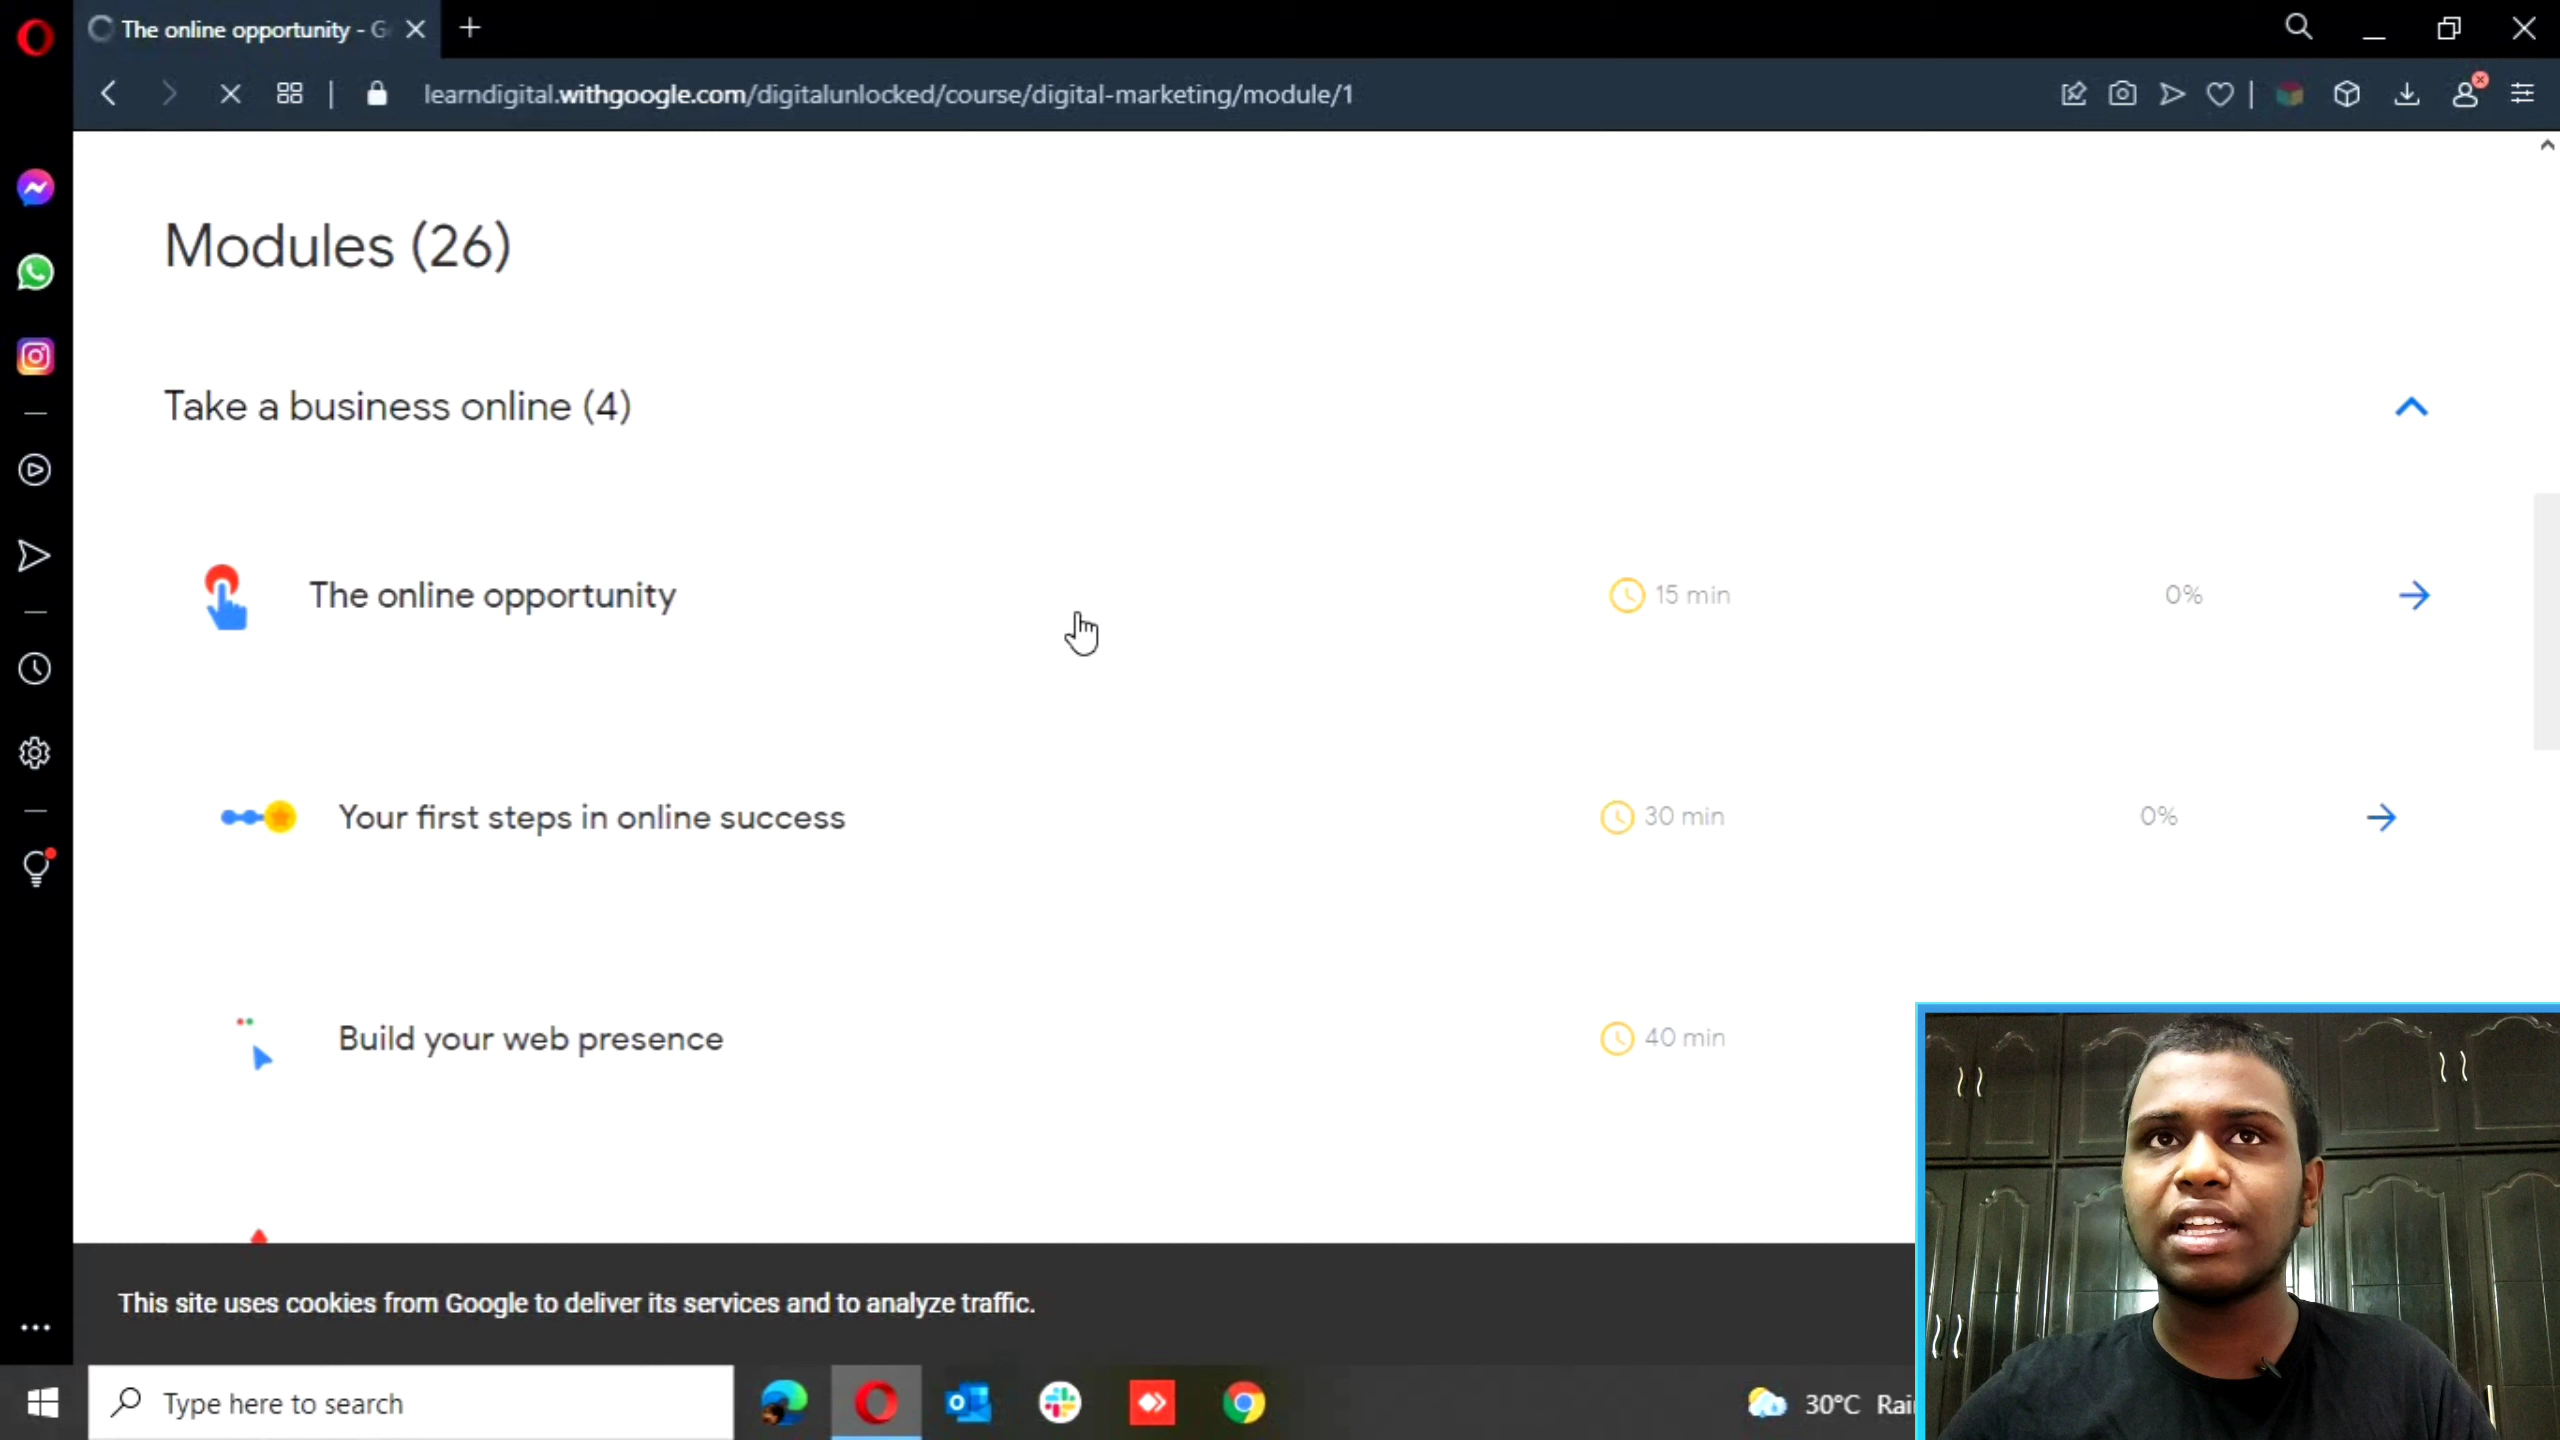 The online opportunity - G
learndigital.withgoogle.com/digitalunlocked/course/digital-marketing/module/1
Modules (26)
Take a business online (4)
The online opportunity
15 min
0%
Your first steps in online success
30 min
0%
Build your web presence
40 min
This site uses cookies from Google to deliver its services and to analyze traffic.
Type here to search
30°C